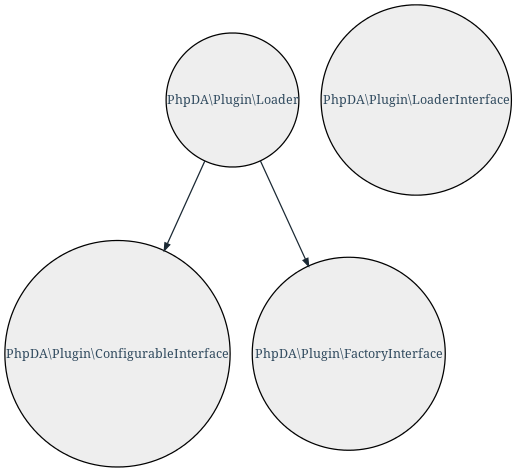 PhpDA\Plugin\Loader
PhpDA\Plugin\LoaderInterface
PhpDA\Plugin\ConfigurableInterface
PhpDA\Plugin\FactoryInterface